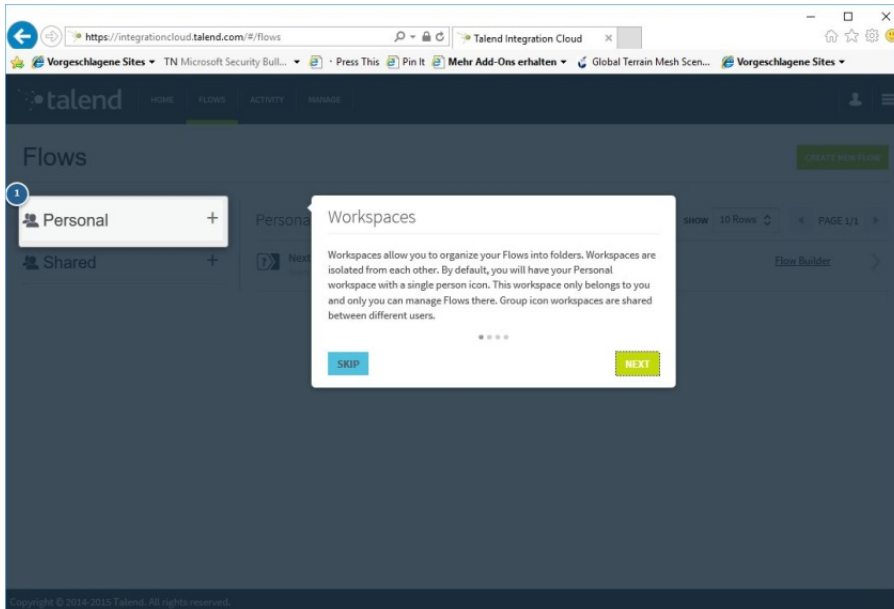 https://integrationcloud.talend.com/#/flows
Talend Integration Cloud
Vorgeschlagene Sites
TN Microsoft Security Bull...
· Press This
Pin It
Mehr Add-Ons erhalten
Global Terrain Mesh Scen...
Vorgeschlagene Sites
talend
HOME
FLOWS
ACTIVITY
MANAGE
Flows
CREATE NEW FLOW
1
Personal +
Shared +
Persona
SHOW 10 Rows
PAGE 1/1
Next
Flow Builder
Workspaces
Workspaces allow you to organize your Flows into folders. Workspaces are
isolated from each other. By default, you will have your Personal
workspace with a single person icon. This workspace only belongs to you
and only you can manage Flows there. Group icon workspaces are shared
between different users.
SKIP
NEXT
Copyright © 2014-2015 Talend. All rights reserved.